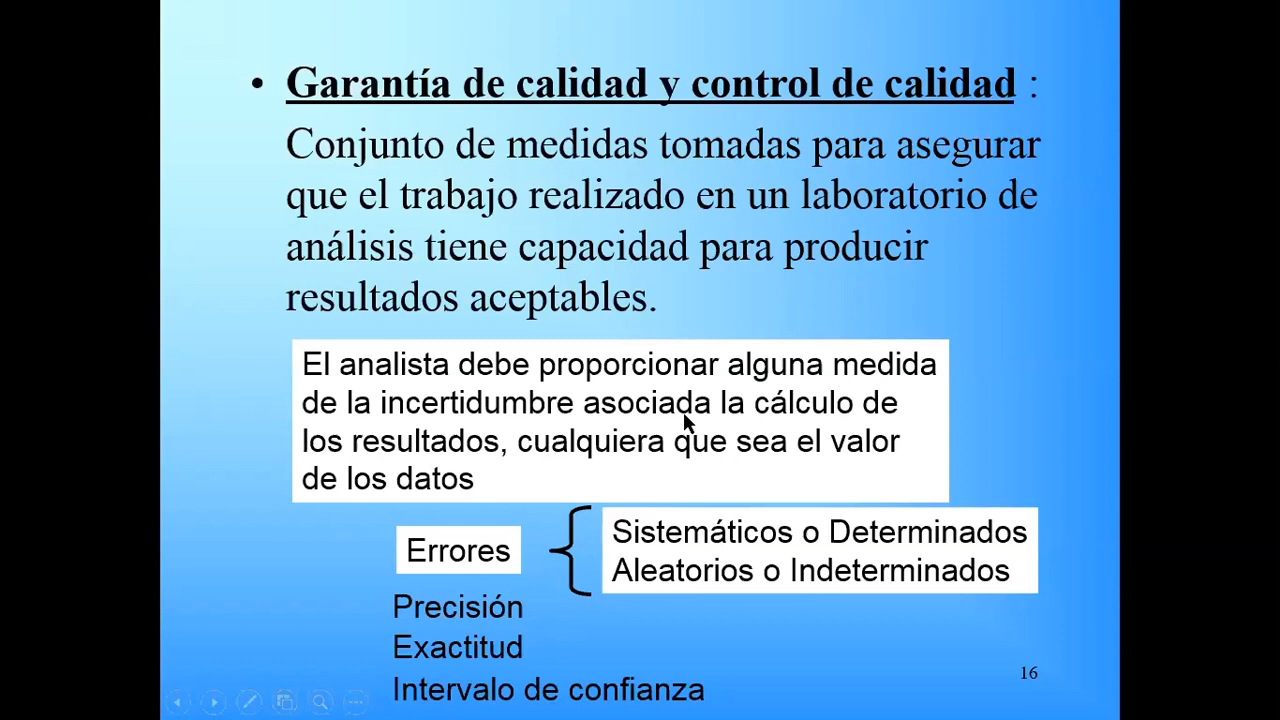 • Garantía de calidad y control de calidad :
Conjunto de medidas tomadas para asegurar
que el trabajo realizado en un laboratorio de
análisis tiene capacidad para producir
resultados aceptables.
El analista debe proporcionar alguna medida
de la incertidumbre asociada la cálculo de
los resultados, cualquiera que sea el valor
de los datos
Errores
Sistemáticos o Determinados
Aleatorios o Indeterminados
Precisión
Exactitud
Intervalo de confianza
16